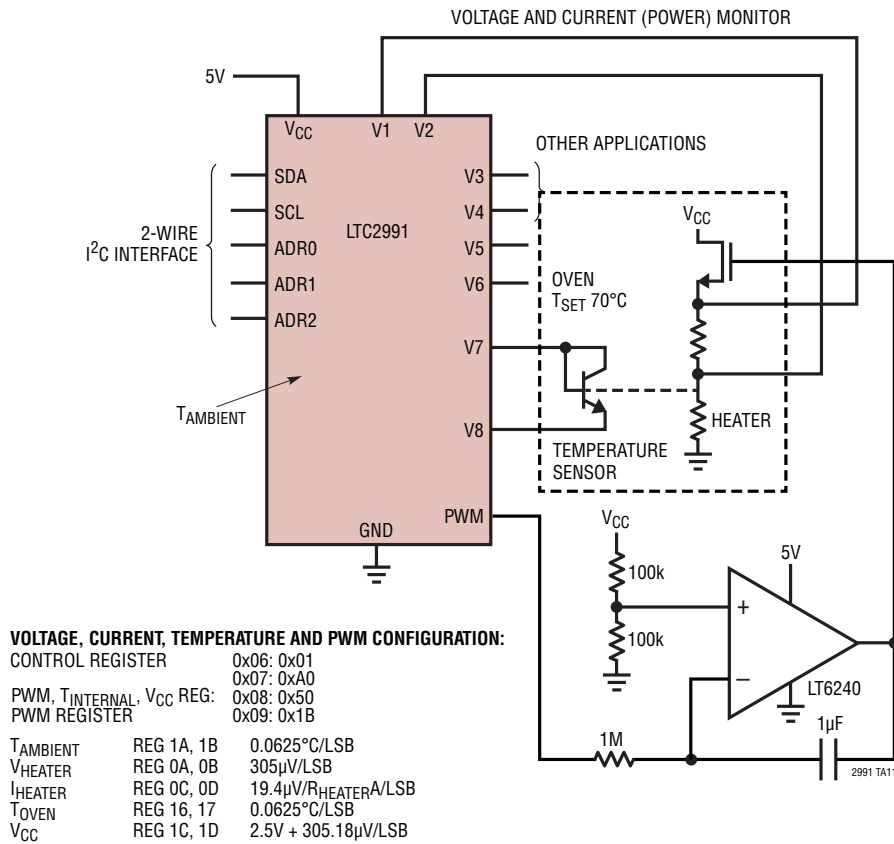 VOLTAGE AND CURRENT (POWER) MONITOR
5V
VCC
V1
V2
OTHER APPLICATIONS
SDA
SCL
ADR0
ADR1
ADR2
2-WIRE
I2C INTERFACE
LTC2991
V3
V4
V5
V6
V7
V8
PWM
GND
TAMBIENT
VCC
OVEN
TSET 70°C
HEATER
TEMPERATURE
SENSOR
VCC
100k
100k
5V
+
–
LT6240
1M
1µF
2991 TA11
VOLTAGE, CURRENT, TEMPERATURE AND PWM CONFIGURATION:
CONTROL REGISTER 0x06: 0x01
0x07: 0xA0
PWM, TINTERNAL, VCC REG: 0x08: 0x50
PWM REGISTER 0x09: 0x1B
TAMBIENT REG 1A, 1B 0.0625°C/LSB
VHEATER REG 0A, 0B 305µV/LSB
IHEATER REG 0C, 0D 19.4µV/RHEATERA/LSB
TOVEN REG 16, 17 0.0625°C/LSB
VCC REG 1C, 1D 2.5V + 305.18µV/LSB